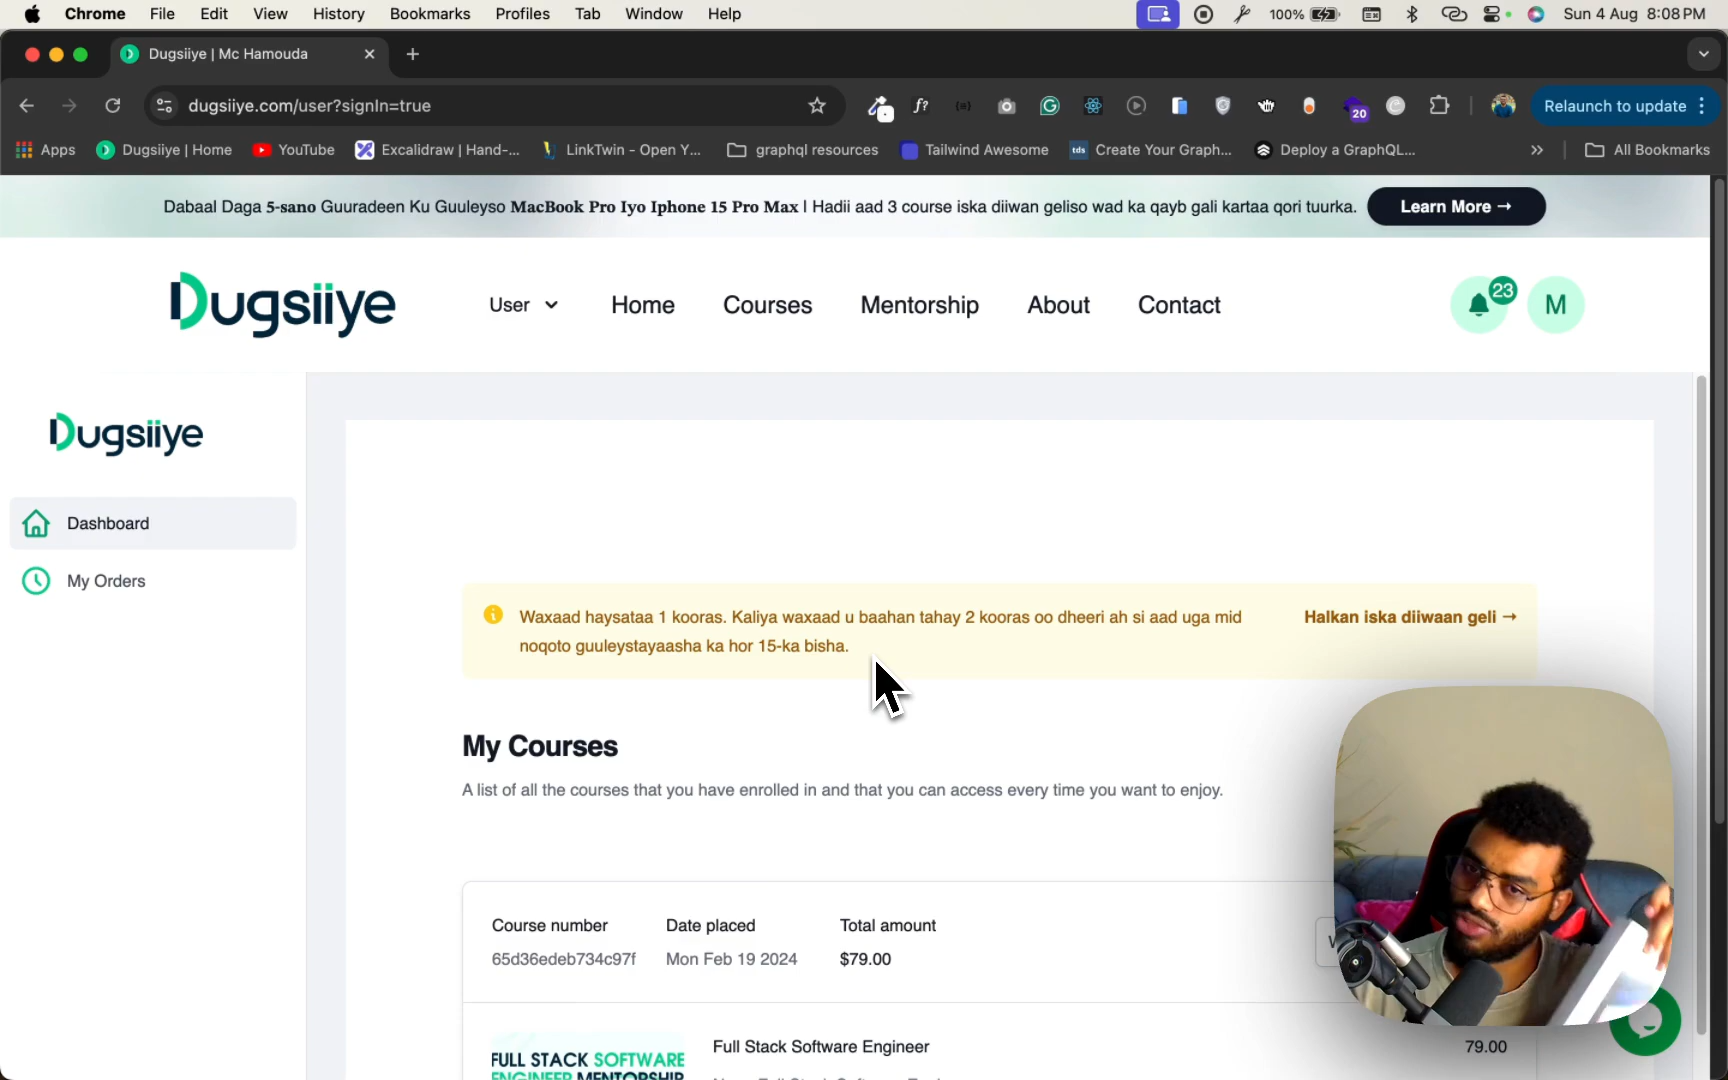 Chrome File Edit View History Bookmarks Profiles Tab Window Help 100% Sun 4 Aug 8:08 PM
Dugsiiye | Mc Hamouda
dugsiiye.com/user?signIn=true f? 20 Relaunch to update
Apps Dugsiiye | Home YouTube Excalidraw | Hand-... LinkTwin - Open Y... graphql resources tds Tailwind Awesome Create Your Graph... Deploy a GraphQL... » All Bookmarks
Dabaal Daga 5-sano Guuradeen Ku Guuleyso MacBook Pro Iyo Iphone 15 Pro Max | Hadii aad 3 course iska diiwan geliso wad ka qayb gali kartaa qori tuurka. Learn More →
Dugsiiye User Home Courses Mentorship About Contact 23 M
Dugsiiye
Dashboard
My Orders
Waxaad haysataa 1 kooras. Kaliya waxaad u baahan tahay 2 kooras oo dheeri ah si aad uga mid
noqoto guuleystayaasha ka hor 15-ka bisha.
Halkan iska diiwaan geli →
My Courses
A list of all the courses that you have enrolled in and that you can access every time you want to enjoy.
Course number Date placed Total amount
65d36edeb734c97f Mon Feb 19 2024 $79.00
Full Stack Software Engineer 79.00
FULL STACK SOFTWARE
ENGINEER MENTORSHIP